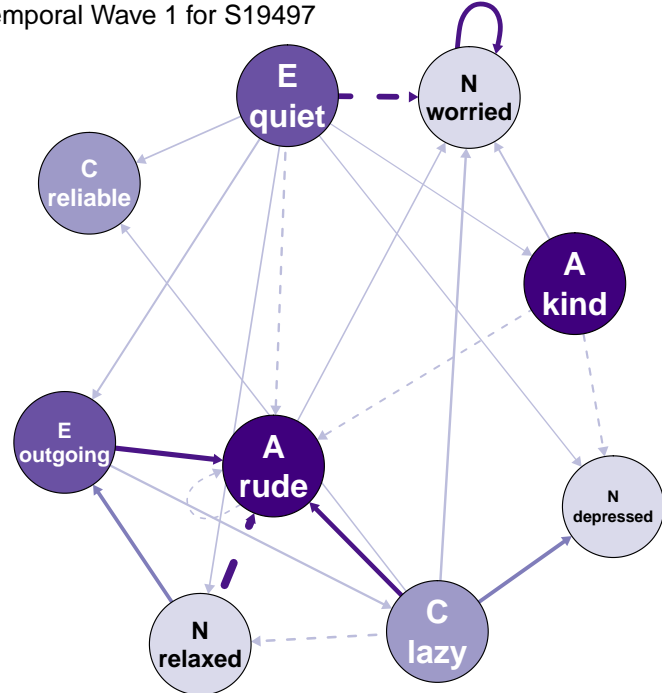 emporal Wave 1 for S19497
E
quiet
N
worried
C
reliable
A
kind
E
outgoing
A
rude
N
depressed
N
relaxed
C
lazy